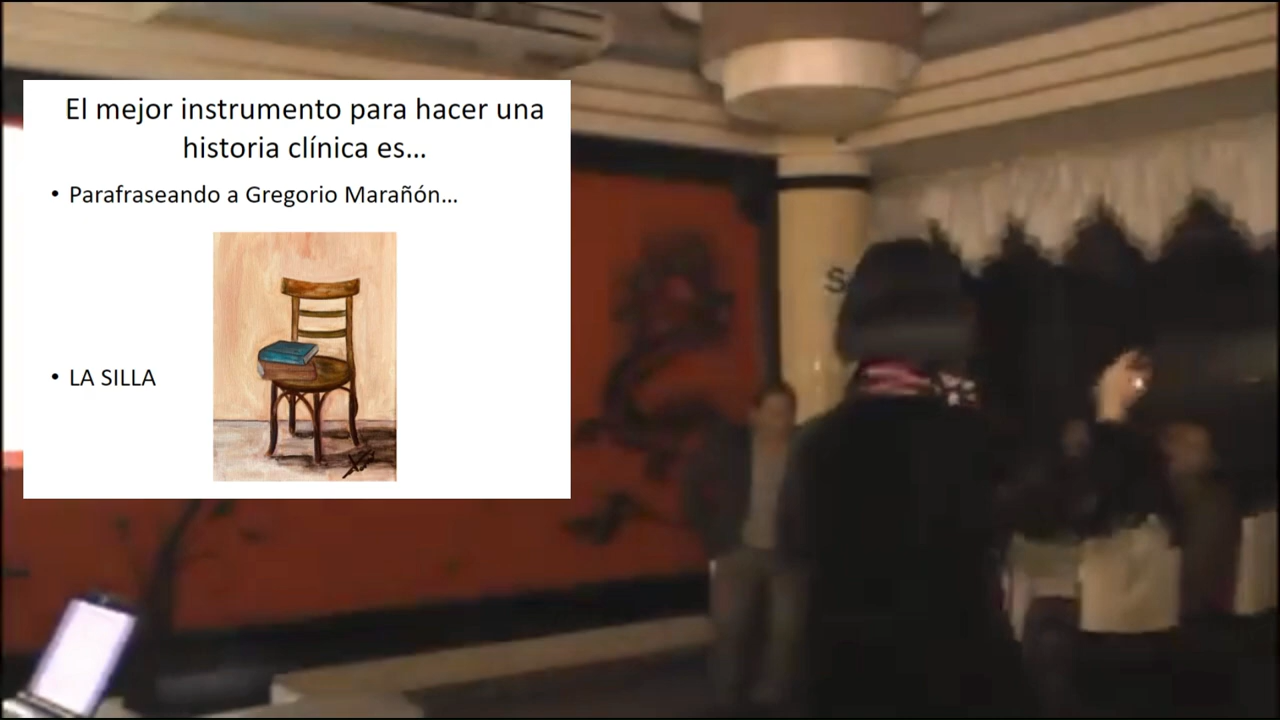 El mejor instrumento para hacer una
historia clínica es...
• Parafraseando a Gregorio Marañón...
• LA SILLA